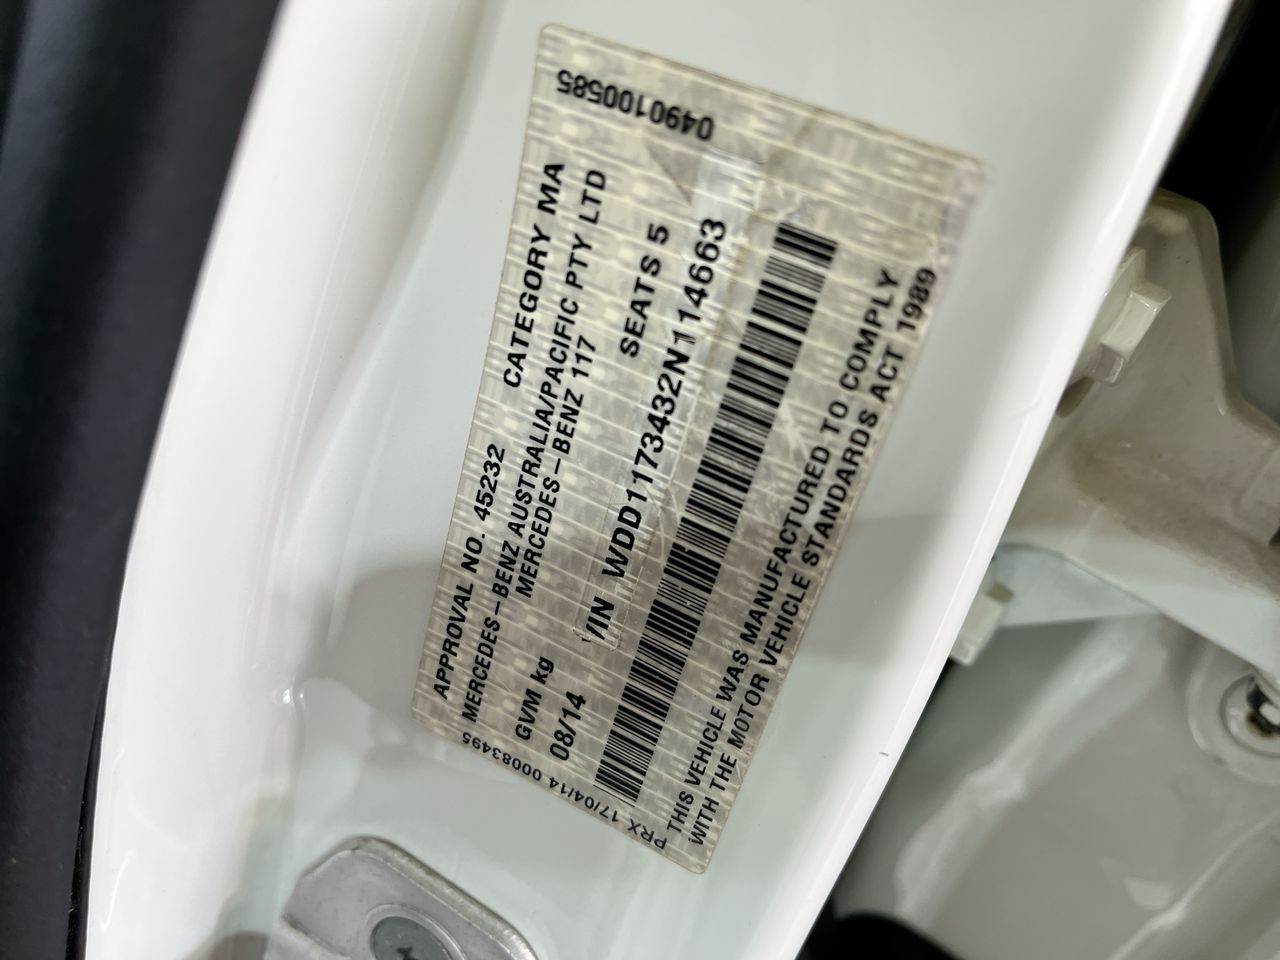 0490100585
APPROVAL NO. 45232 CATEGORY MA
MERCEDES-BENZ AUSTRALIA/PACIFIC PTY LTD
MERCEDES-BENZ 117
GVM kg SEATS 5
08/14 VIN WDD1173432N114663
THIS VEHICLE WAS MANUFACTURED TO COMPLY
WITH THE MOTOR VEHICLE STANDARDS ACT 1989
PRX 17/04/14 00083495